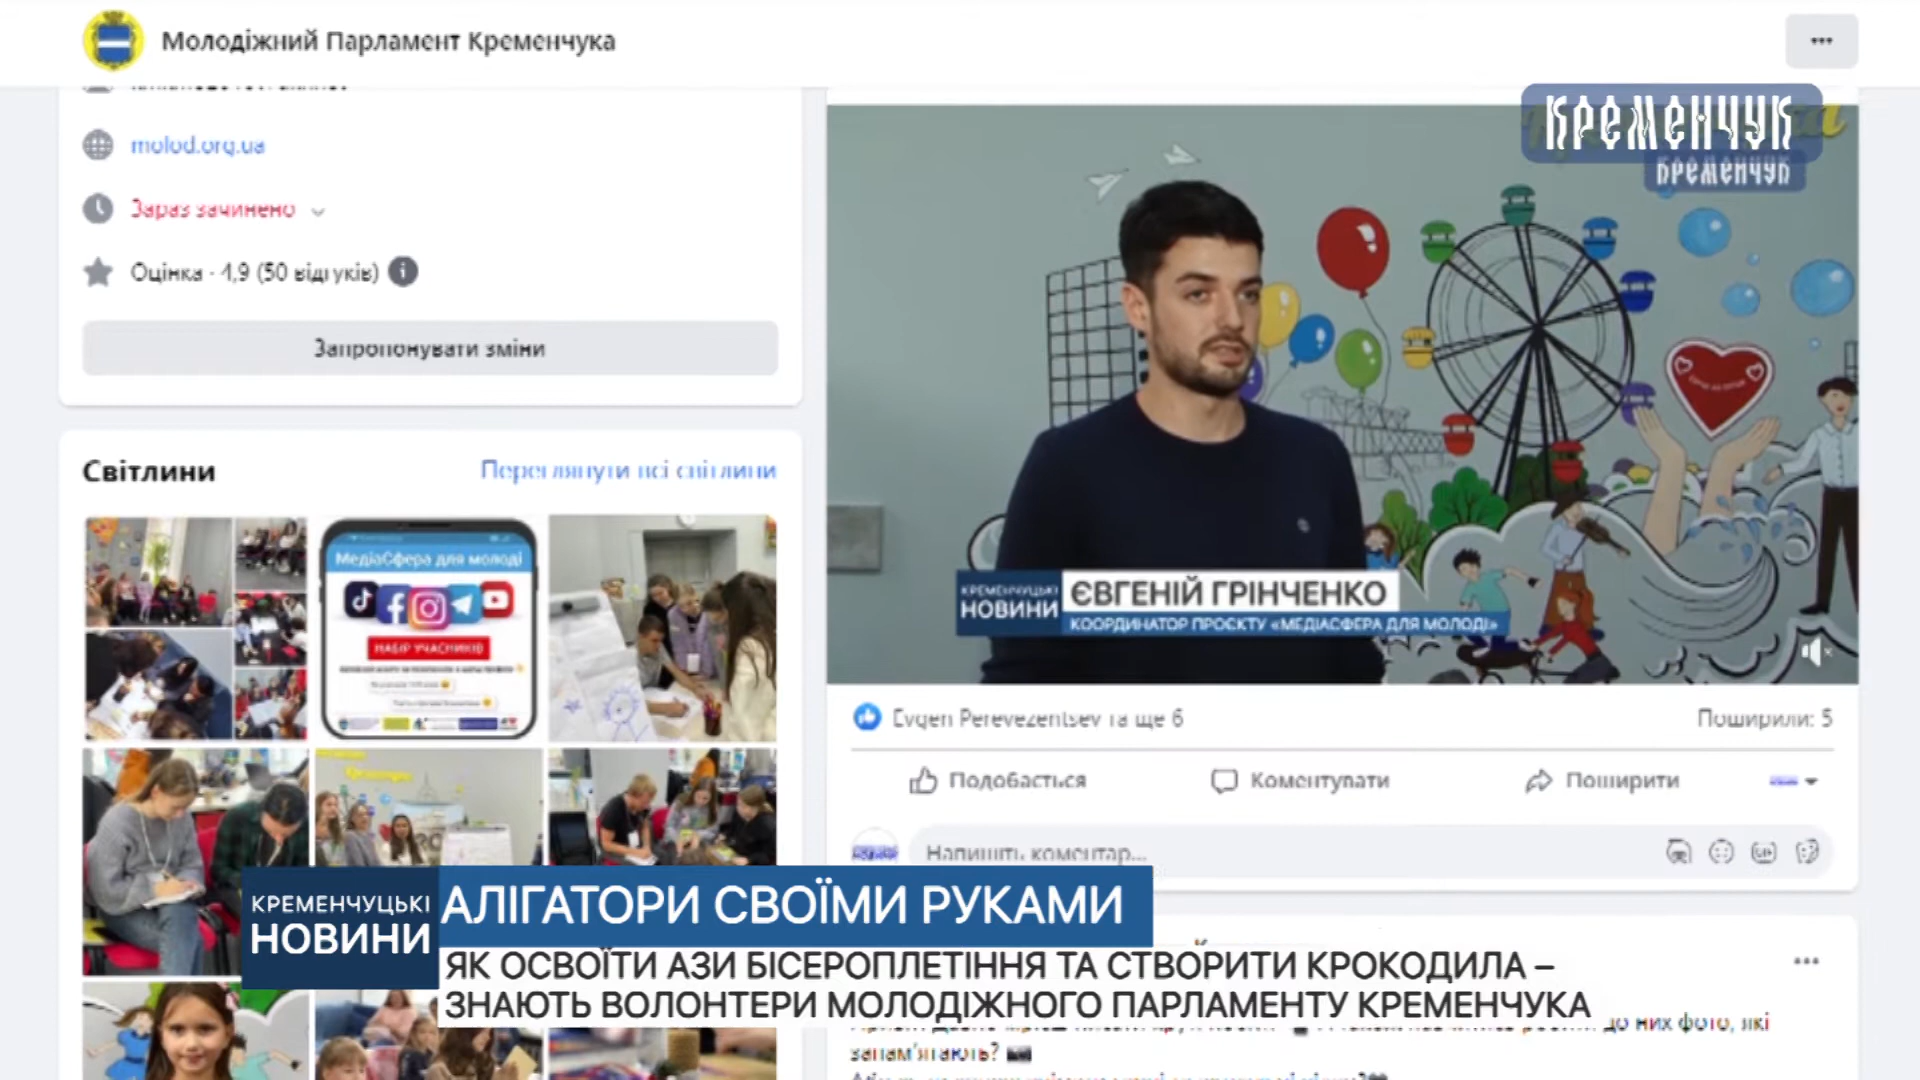 Молодіжний Парламент Кременчука
molod.org.ua
Зараз зачинено
Оцінка · 4,9 (50 відгуків)
Запропонувати зміни
Світлини
Переглянути всі світлини
МедіаСфера для молоді
НАБІР УЧАСНИКІВ
КРЕМЕНЧУК
КРЕМЕНЧУК
КРЕМЕНЧУЦЬКІ
НОВИНИ
ЄВГЕНІЙ ГРІНЧЕНКО
КООРДИНАТОР ПРОЄКТУ «МЕДІАСФЕРА ДЛЯ МОЛОДІ»
Evgen Perevezentsev та ще 6
Поширили: 5
Подобається
Коментувати
Поширити
Напишіть коментар...
КРЕМЕНЧУЦЬКІ
НОВИНИ
АЛІГАТОРИ СВОЇМИ РУКАМИ
ЯК ОСВОЇТИ АЗИ БІСЕРОПЛЕТІННЯ ТА СТВОРИТИ КРОКОДИЛА –
ЗНАЮТЬ ВОЛОНТЕРИ МОЛОДІЖНОГО ПАРЛАМЕНТУ КРЕМЕНЧУКА
до них фото, які
запам'ятають?